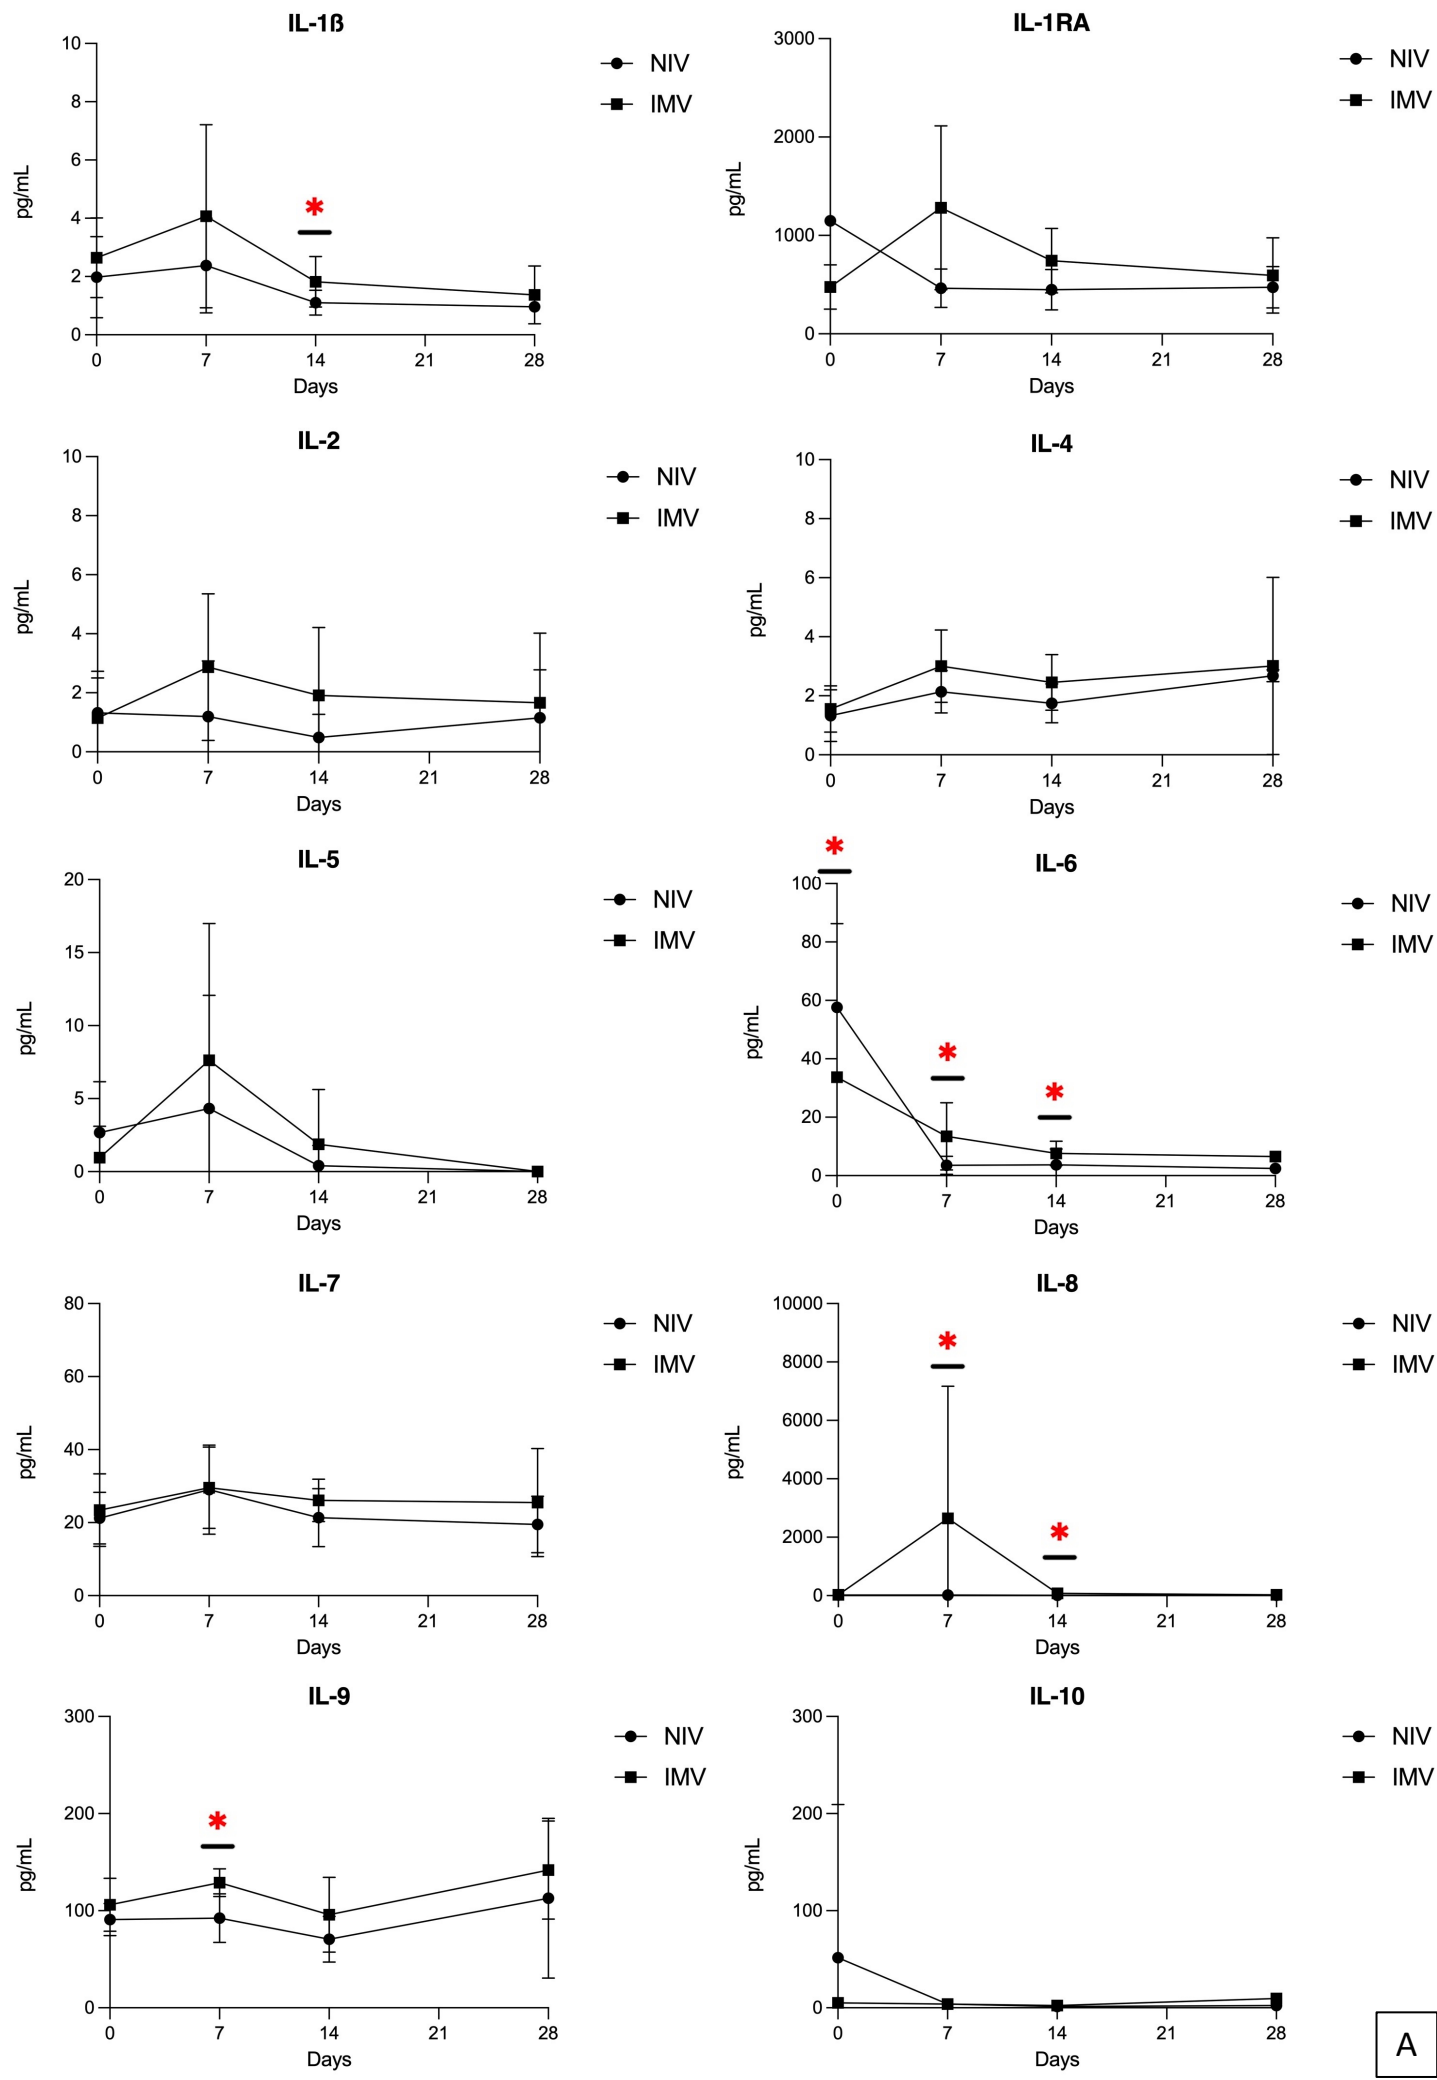 IL-1ß
10
8
6
4
2
0
pg/mL
0 7 14 21 28
Days
NIV
IMV
*
IL-1RA
3000
2000
1000
0
pg/mL
0 7 14 21 28
Days
NIV
IMV
IL-2
10
8
6
4
2
0
pg/mL
0 7 14 21 28
Days
NIV
IMV
IL-4
10
8
6
4
2
0
pg/mL
0 7 14 21 28
Days
NIV
IMV
IL-5
20
15
10
5
0
pg/mL
0 7 14 21 28
Days
NIV
IMV
IL-6
100
80
60
40
20
0
pg/mL
0 7 14 21 28
Days
NIV
IMV
*
*
*
IL-7
80
60
40
20
0
pg/mL
0 7 14 21 28
Days
NIV
IMV
IL-8
10000
8000
6000
4000
2000
0
pg/mL
0 7 14 21 28
Days
NIV
IMV
*
*
IL-9
300
200
100
0
pg/mL
0 7 14 21 28
Days
NIV
IMV
*
IL-10
300
200
100
0
pg/mL
0 7 14 21 28
Days
NIV
IMV
A